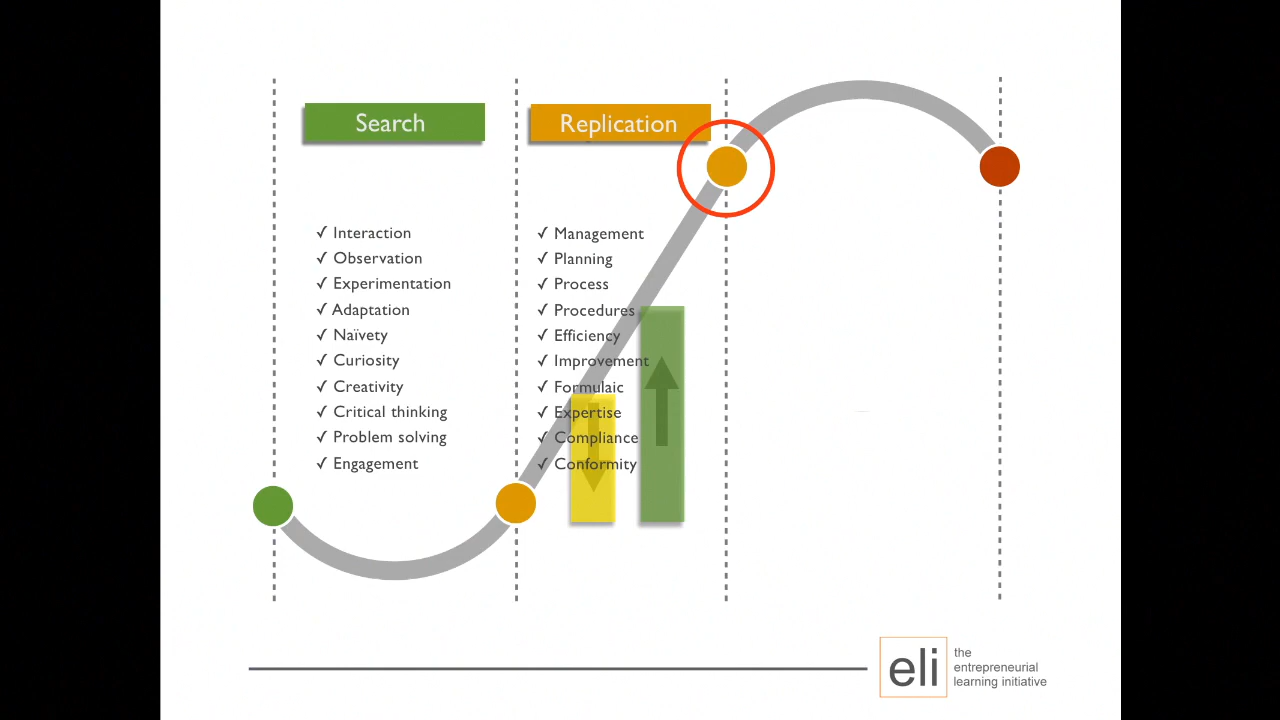 Search
Replication
✓ Interaction
✓ Observation
✓ Experimentation
✓ Adaptation
✓ Naïvety
✓ Curiosity
✓ Creativity
✓ Critical thinking
✓ Problem solving
✓ Engagement
✓ Management
✓ Planning
✓ Process
✓ Procedures
✓ Efficiency
✓ Improvement
✓ Formulaic
✓ Expertise
✓ Compliance
✓ Conformity
eli
the
entrepreneurial
learning initiative